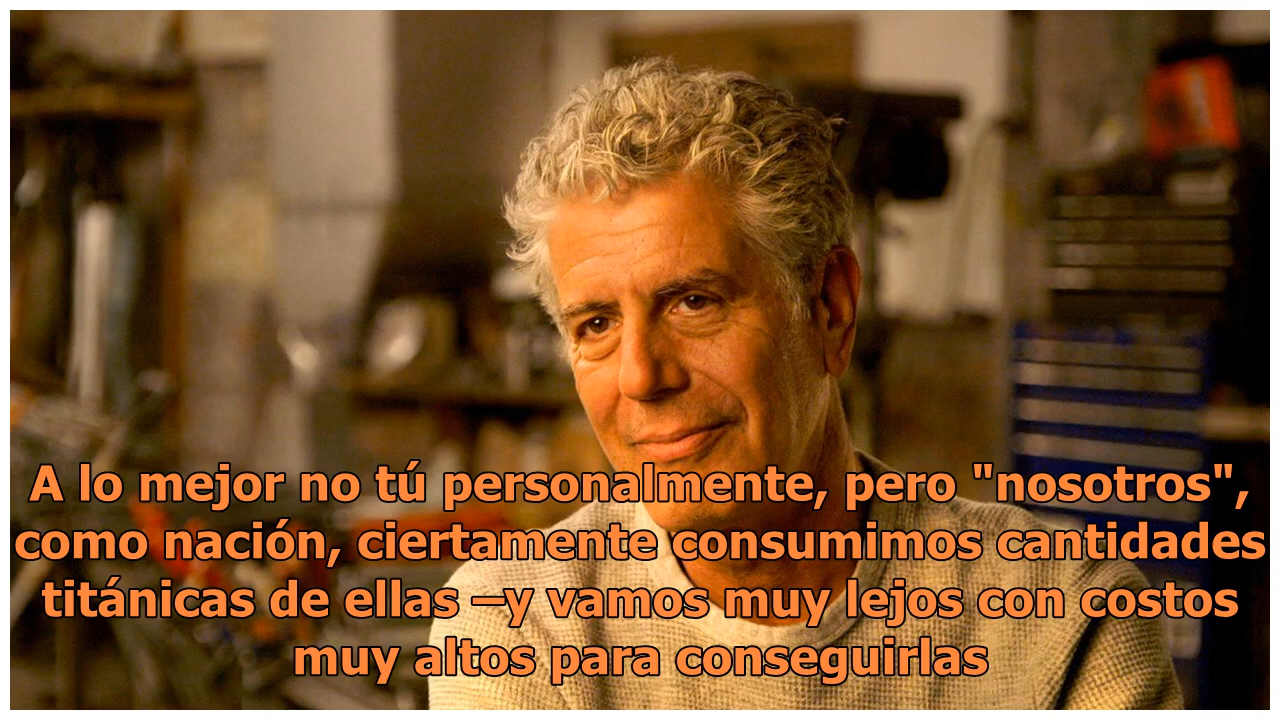 A lo mejor no tú personalmente, pero "nosotros",
como nación, ciertamente consumimos cantidades
titánicas de ellas –y vamos muy lejos con costos
muy altos para conseguirlas